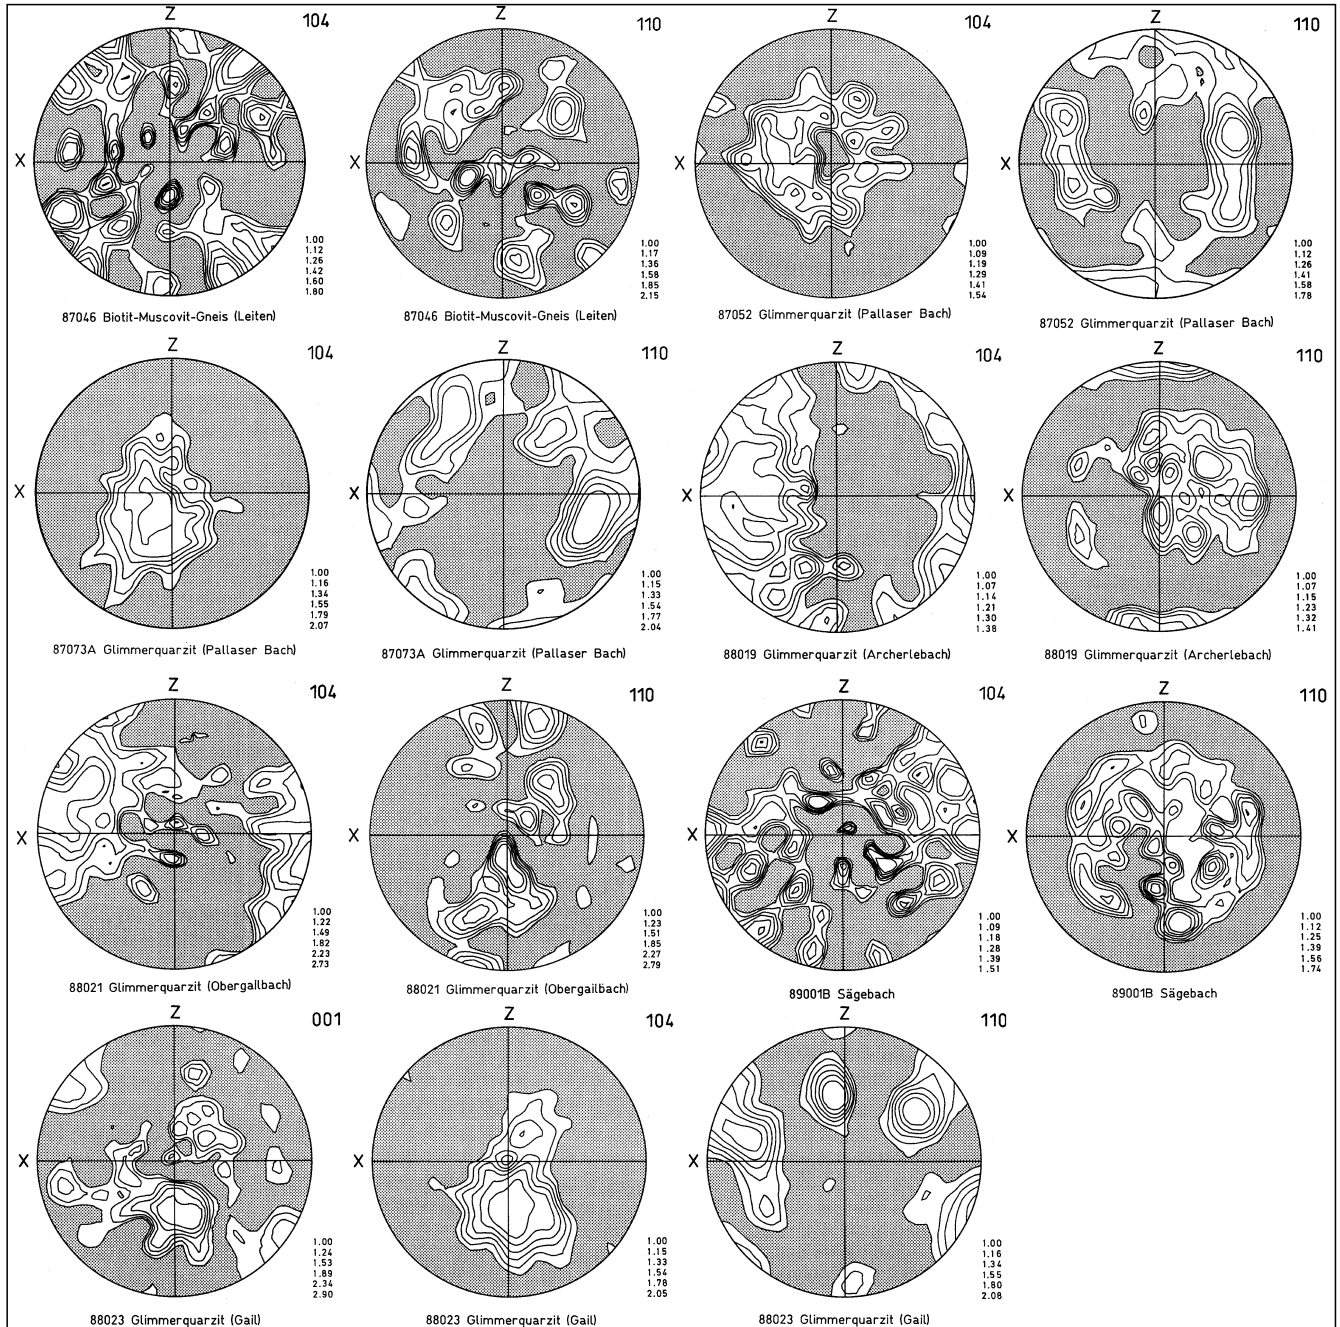 Z 104
X
1.00
1.12
1.26
1.42
1.60
1.80
87046 Biotit-Muscovit-Gneis (Leiten)
Z 110
X
1.00
1.17
1.36
1.58
1.85
2.15
87046 Biotit-Muscovit-Gneis (Leiten)
Z 104
X
1.00
1.09
1.19
1.29
1.41
1.54
87052 Glimmerquarzit (Pallaser Bach)
Z 110
X
1.00
1.12
1.26
1.41
1.58
1.78
87052 Glimmerquarzit (Pallaser Bach)
Z 104
X
1.00
1.16
1.34
1.55
1.79
2.07
87073A Glimmerquarzit (Pallaser Bach)
Z 110
X
1.00
1.15
1.33
1.54
1.77
2.04
87073A Glimmerquarzit (Pallaser Bach)
Z 104
X
1.00
1.07
1.14
1.21
1.30
1.38
88019 Glimmerquarzit (Archerlebach)
Z 110
X
1.00
1.07
1.15
1.23
1.32
1.41
88019 Glimmerquarzit (Archerlebach)
Z 104
X
1.00
1.22
1.49
1.82
2.23
2.73
88021 Glimmerquarzit (Obergailbach)
Z 110
X
1.00
1.23
1.51
1.85
2.27
2.79
88021 Glimmerquarzit (Obergailbach)
Z 104
X
1.00
1.09
1.18
1.28
1.39
1.51
89001B Sägebach
Z 110
X
1.00
1.12
1.25
1.39
1.56
1.74
89001B Sägebach
Z 001
X
1.00
1.24
1.53
1.89
2.34
2.90
88023 Glimmerquarzit (Gail)
Z 104
X
1.00
1.15
1.33
1.54
1.78
2.05
88023 Glimmerquarzit (Gail)
Z 110
X
1.00
1.16
1.34
1.55
1.80
2.08
88023 Glimmerquarzit (Gail)